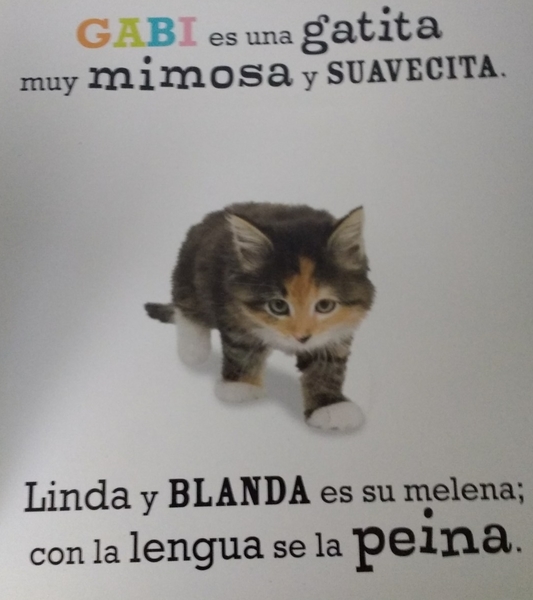 GABI es una gatita
muy mimosa y SUAVECITA.
Linda y BLANDA es su melena;
con la lengua se la peina.